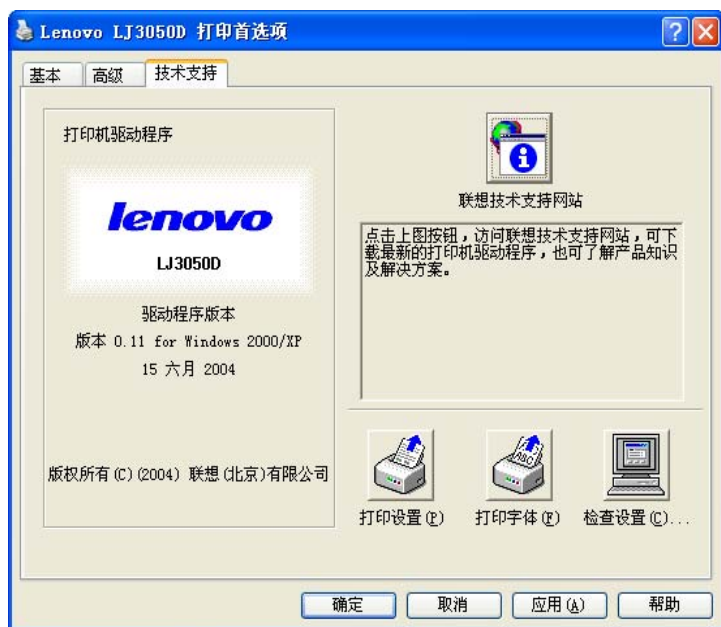 Lenovo LJ3050D 打印首选项
基本
高级
技术支持
打印机驱动程序
lenovo
LJ3050D
驱动程序版本
版本 0.11 for Windows 2000/XP
15 六月 2004
版权所有(C)(2004) 联想(北京)有限公司
联想技术支持网站
点击上图按钮，访问联想技术支持网站，可下
载最新的打印机驱动程序，也可了解产品知识
及解决方案。
ABC
打印设置(P)
打印字体(F)
检查设置(C)...
确定
取消
应用(A)
帮助